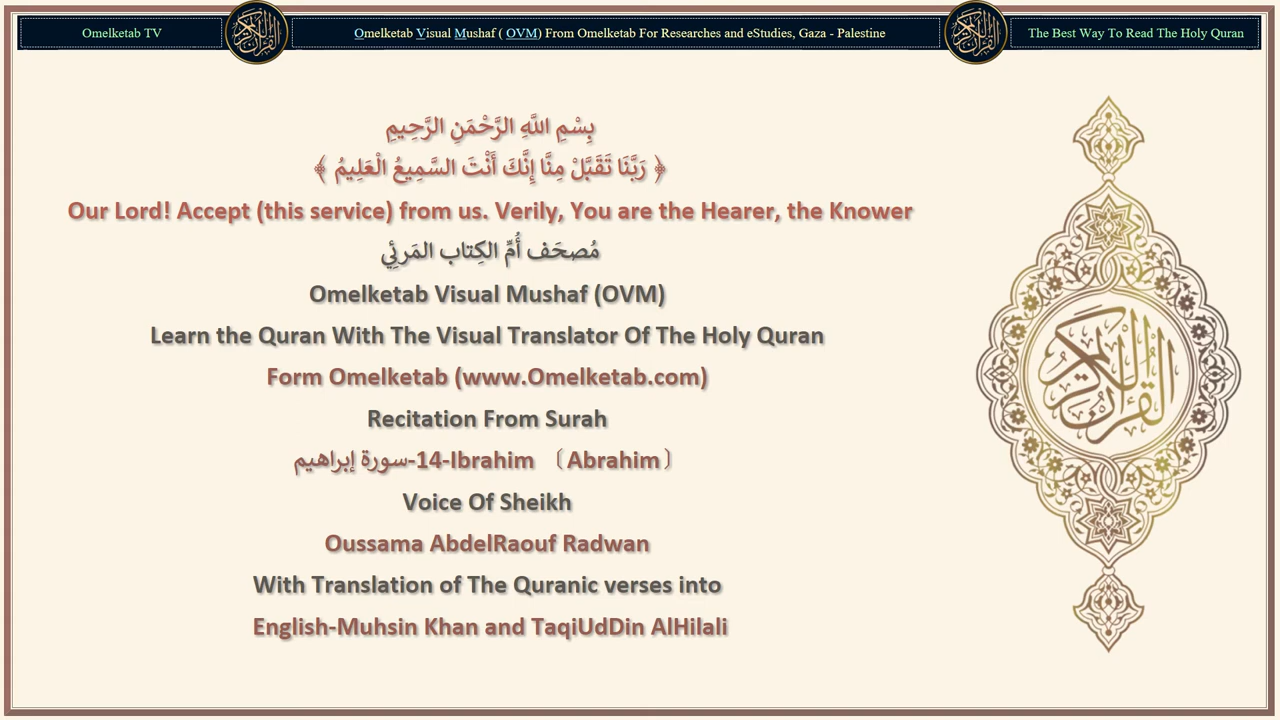 Omelketab TV
Omelketab Visual Mushaf ( OVM) From Omelketab For Researches and eStudies, Gaza - Palestine
The Best Way To Read The Holy Quran
بِسْمِ اللَّهِ الرَّحْمَنِ الرَّحِيمِ
﴿ رَبَّنَا تَقَبَّلْ مِنَّا إِنَّكَ أَنْتَ السَّمِيعُ الْعَلِيمُ ﴾
Our Lord! Accept (this service) from us. Verily, You are the Hearer, the Knower
مُصحَف أُمِّ الكِتاب المَرئِي
Omelketab Visual Mushaf (OVM)
Learn the Quran With The Visual Translator Of The Holy Quran
Form Omelketab (www.Omelketab.com)
Recitation From Surah
سورة إبراهيم-14-Ibrahim 〔Abrahim〕
Voice Of Sheikh
Oussama AbdelRaouf Radwan
With Translation of The Quranic verses into
English-Muhsin Khan and TaqiUdDin AlHilali
القرآن الكريم